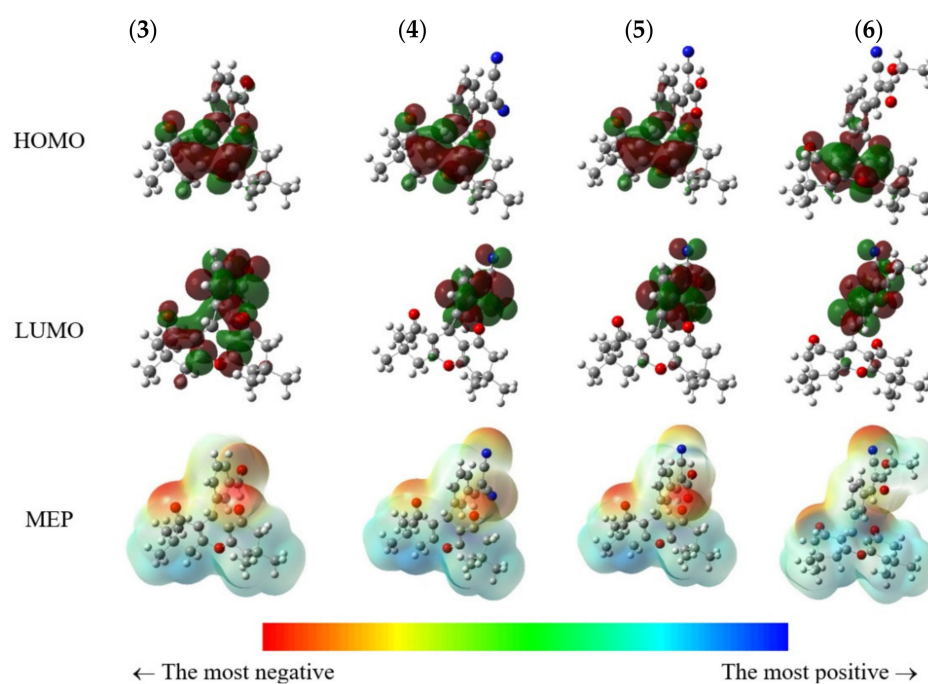 (3) (4) (5) (6)
HOMO
LUMO
MEP
← The most negative The most positive →